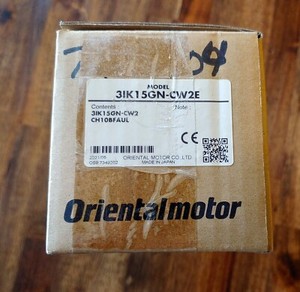 MODEL
3IK15GN-CW2E
Contents Note
3IK15GN-CW2
CH10BFAUL
CE
ORIENTAL MOTOR CO.,LTD.
MADE IN JAPAN
Orientalmotor